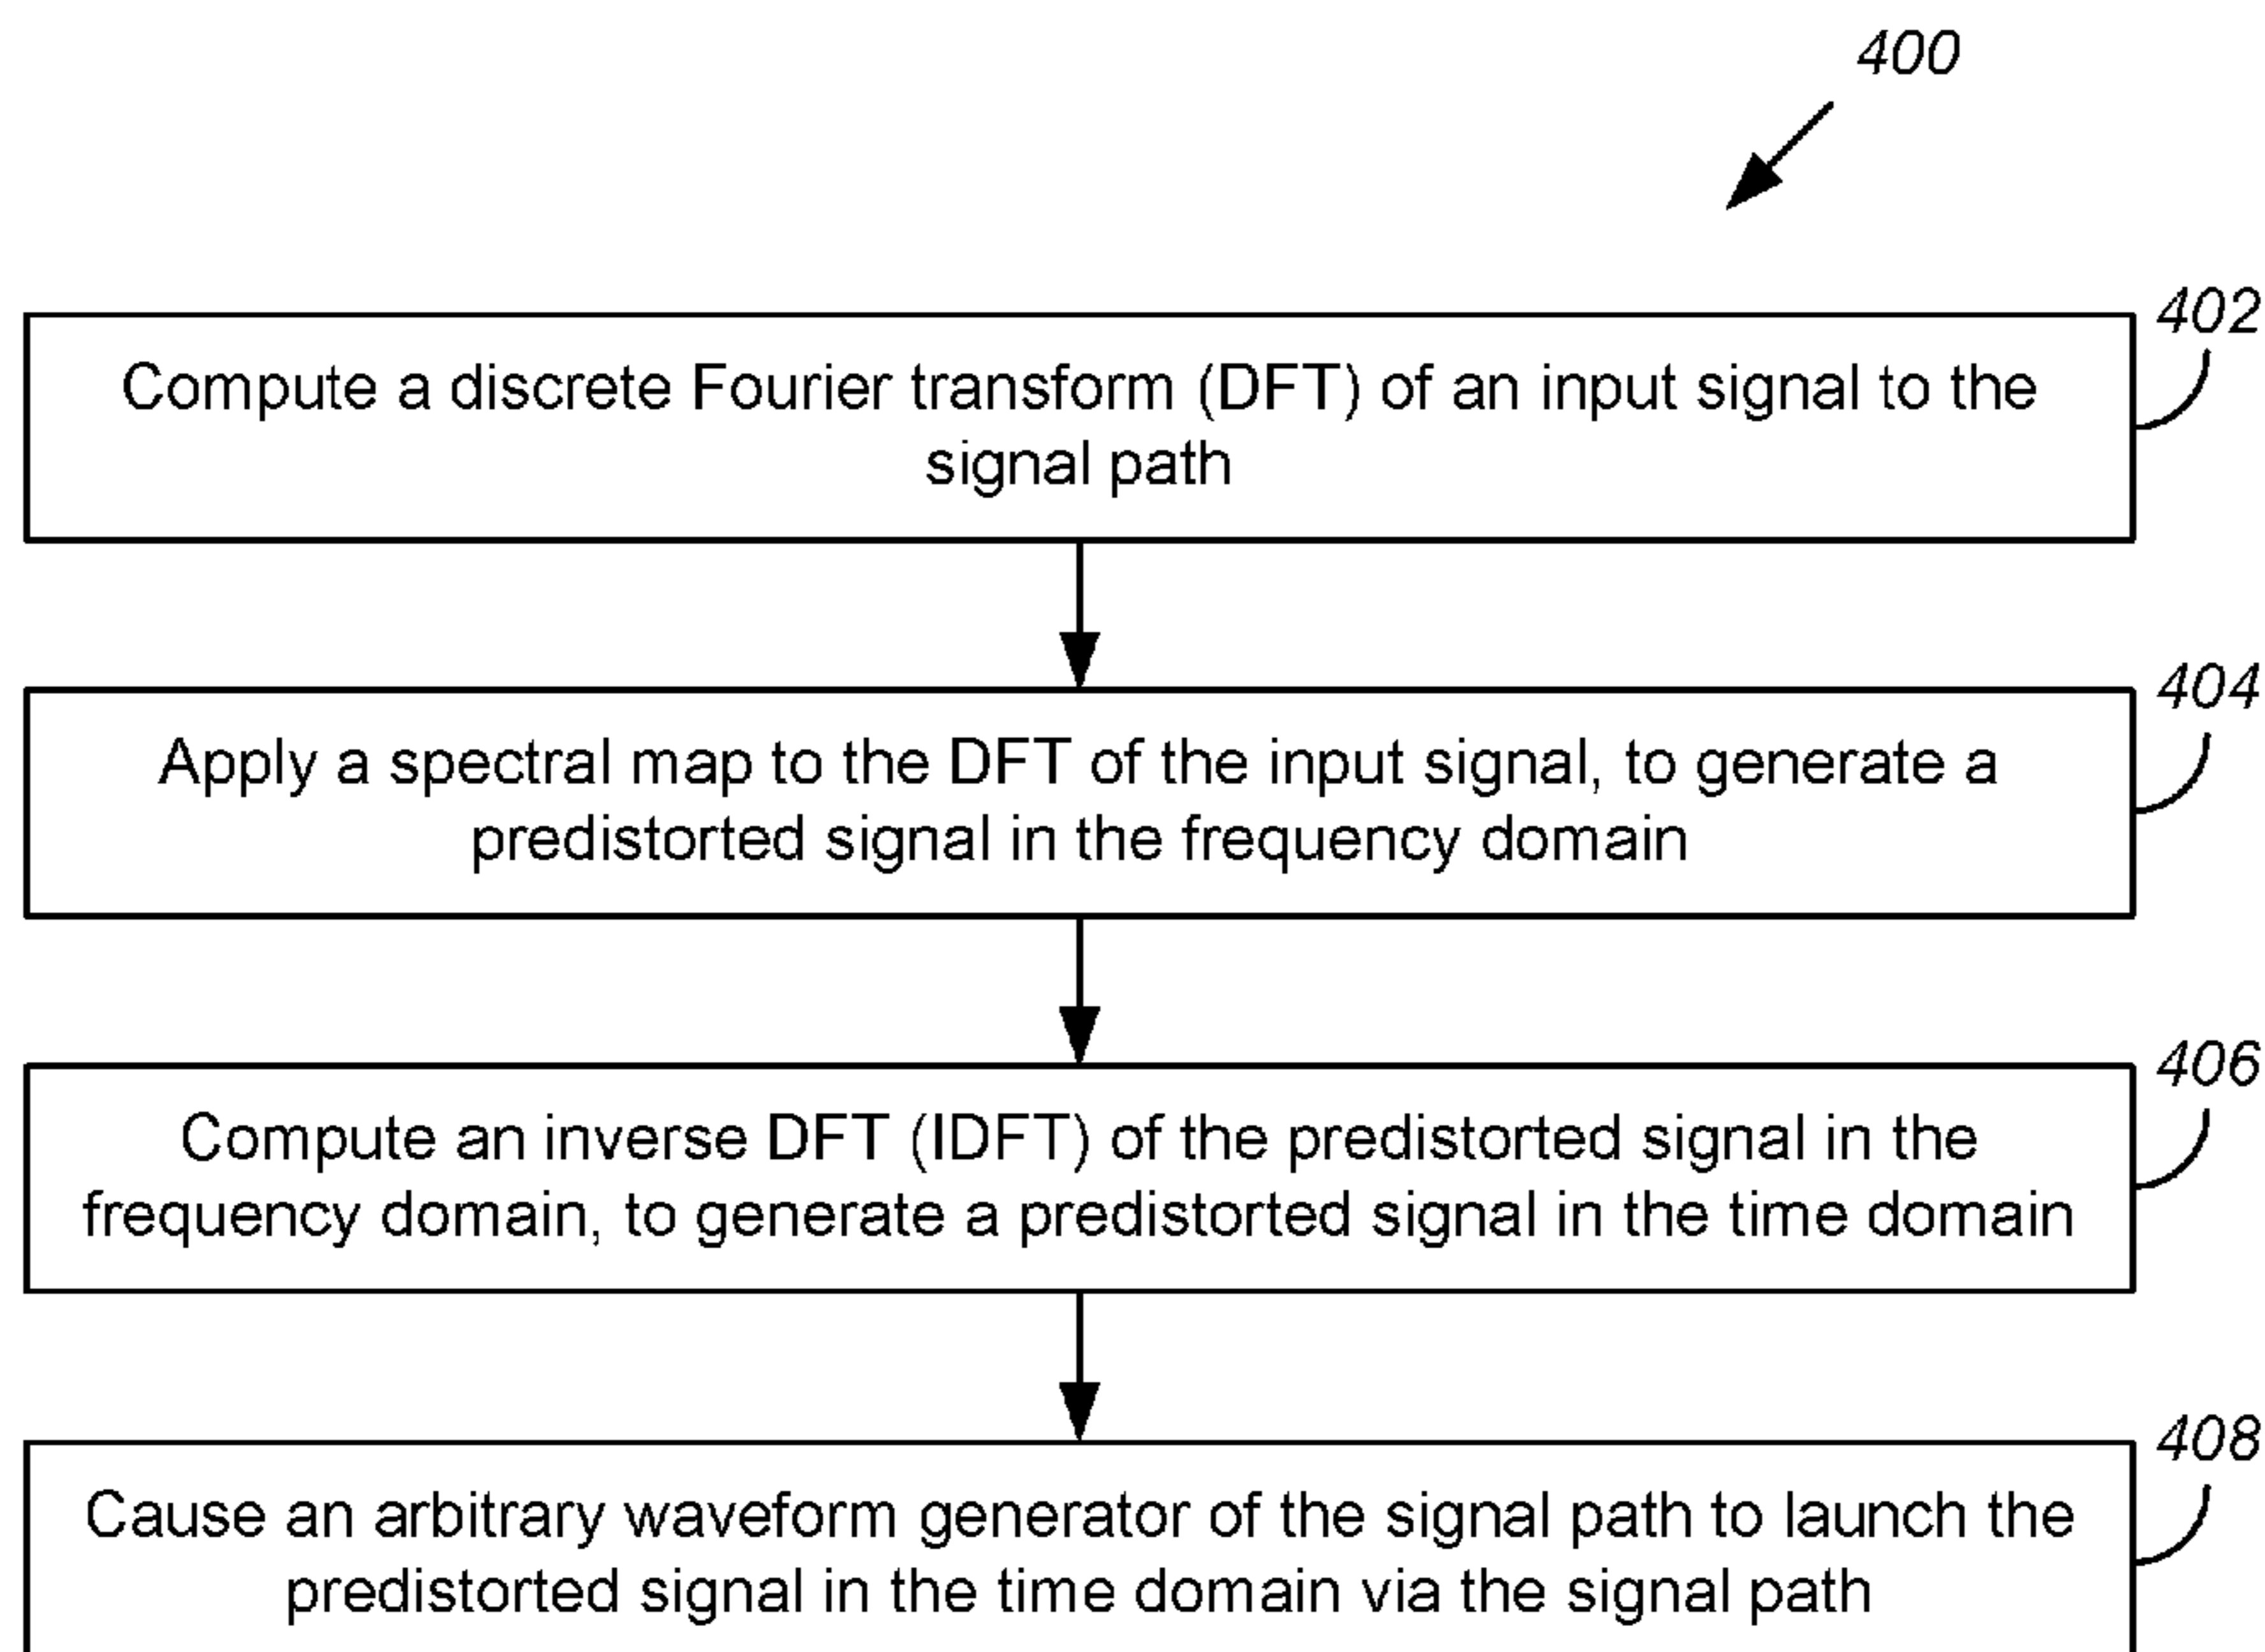 400
402
Compute a discrete Fourier transform (DFT) of an input signal to the
signal path
404
Apply a spectral map to the DFT of the input signal, to generate a
predistorted signal in the frequency domain
406
Compute an inverse DFT (IDFT) of the predistorted signal in the
frequency domain, to generate a predistorted signal in the time domain
408
Cause an arbitrary waveform generator of the signal path to launch the
predistorted signal in the time domain via the signal path